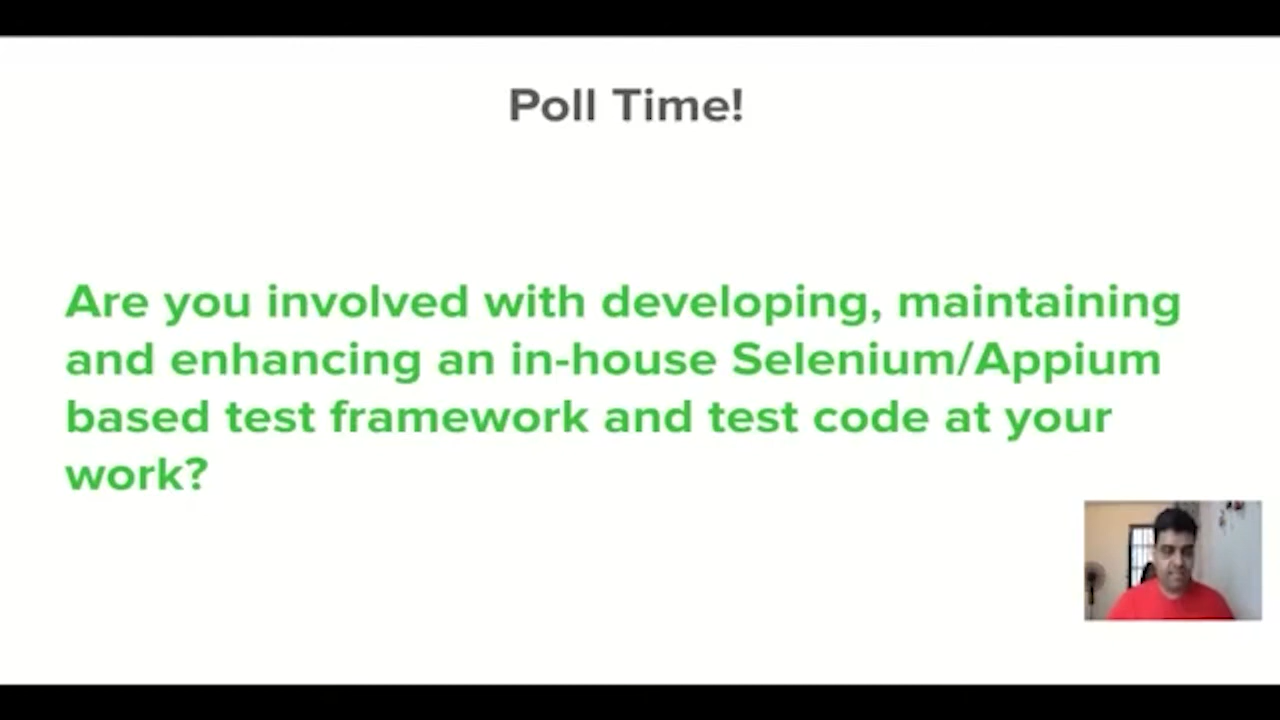 Poll Time!
Are you involved with developing, maintaining
and enhancing an in-house Selenium/Appium
based test framework and test code at your
work?